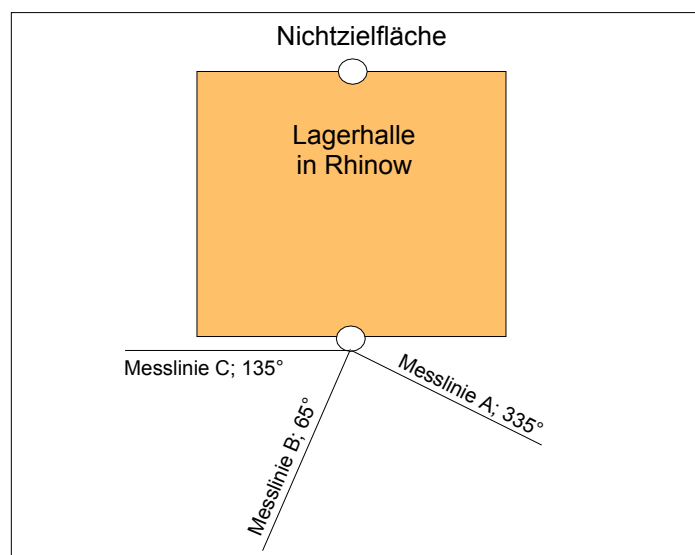 Nichtzielfläche
Lagerhalle
in Rhinow
Messlinie C; 135°
Messlinie B; 65°
Messlinie A; 335°